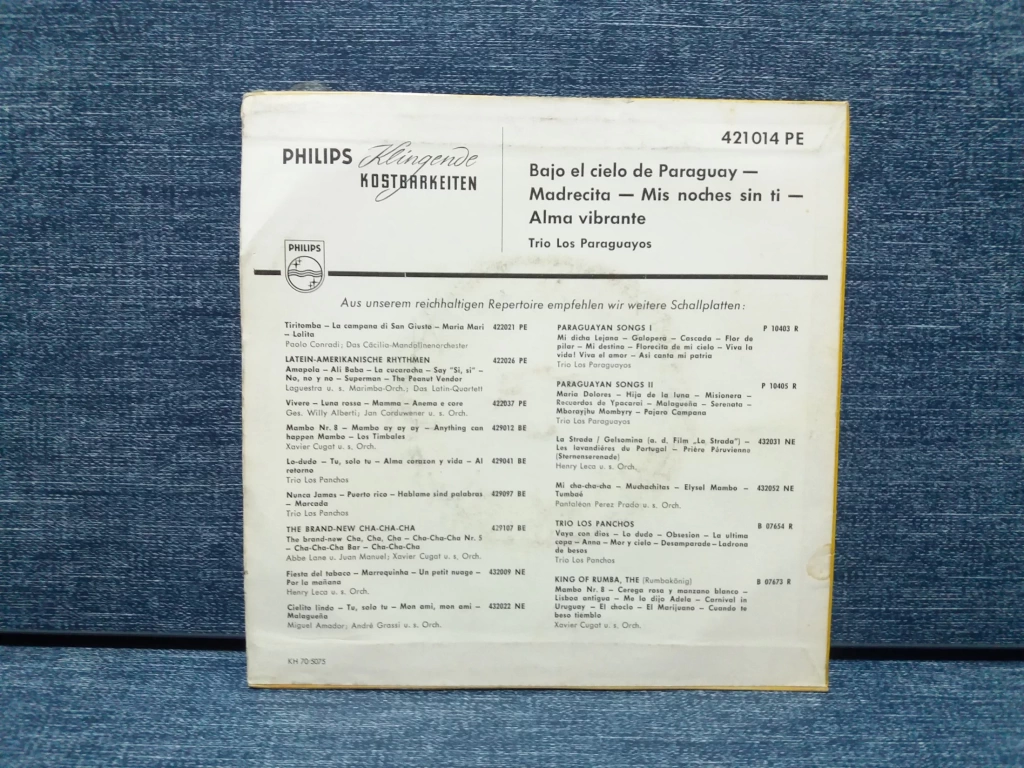 421014 PE
PHILIPS Klingende
KOSTBARKEITEN
Bajo el cielo de Paraguay —
Madrecita — Mis noches sin ti —
Alma vibrante
Trio Los Paraguayos
PHILIPS
Aus unserem reichhaltigen Repertoire empfehlen wir weitere Schallplatten:
Tiritomba – La campana di San Giusto – Maria Mari 422021 PE
– Lolita
Paolo Conradi; Das Cäcilia-Mandolinenorchester
LATEIN-AMERIKANISCHE RHYTHMEN 422026 PE
Amapola – Ali Baba – La cucaracha – Say "Si, si" –
No, no y no – Superman – The Peanut Vendor
Laguestra u. s. Marimba-Orch.; Das Latin-Quartett
Vivere – Luna rossa – Mamma – Anema e core 422037 PE
Ges. Willy Alberti; Jan Corduwener u. s. Orch.
Mambo Nr. 8 – Mambo ay ay ay – Anything can 429012 BE
happen Mambo – Los Timbales
Xavier Cugat u. s. Orch.
La-duda – Tu, solo tu – Alma corazon y vida – Al 429041 BE
retorno
Trio Los Panchos
Nunca Jamas – Puerto rico – Hablame sind palabras 429097 BE
– Marcada
Trio Los Panchos
THE BRAND-NEW CHA-CHA-CHA 429107 BE
The brand-new Cha, Cha, Cha – Cha-Cha-Cha Nr. 5
– Cha-Cha-Cha Bar – Cha-Cha-Cha
Abbe Lane u. Juan Manuel; Xavier Cugat u. s. Orch.
Fiesta del tabaco – Marrequinha – Un petit nuage – 432009 NE
Por la mañana
Henry Leca u. s. Orch.
Cielito lindo – Tu, solo tu – Mon ami, mon ami – 432022 NE
Malagueña
Miguel Amador; André Grassi u. s. Orch.
KH 70-5075
PARAGUAYAN SONGS I P 10403 R
Mi dicha Lejana – Galopera – Cascada – Flor de
pilar – Mi destino – Florecita de mi cielo – Viva la
vida! Viva el amor – Asi canta mi patria
Trio Los Paraguayos
PARAGUAYAN SONGS II P 10405 R
Maria Dolores – Hija de la luna – Misionera –
Recuerdos de Ypacarai – Malagueña – Serenata –
Mborayjhu Mombyry – Pajaro Campana
Trio Los Paraguayos
La Strada / Gelsomina (a. d. Film „La Strada") – 432031 NE
Les lavandières du Portugal – Prière Péruvienne
(Sternenserenade)
Henry Leca u. s. Orch.
Mi cha-cha-cha – Muchachitas – Elysel Mambo – 432052 NE
Tumbaé
Pantaléon Perez Prado u. s. Orch.
TRIO LOS PANCHOS B 07654 R
Vaya con dios – La duda – Obsesion – La ultima
copa – Anna – Mar y cielo – Desamparada – Ladrona
de besos
Trio Los Panchos
KING OF RUMBA, THE (Rumbakönig) B 07673 R
Mambo Nr. 8 – Cerega rosa y manzano blanco –
Lisboa antigua – Me lo dijo Adela – Carnival in
Uruguay – El choclo – El Marijuana – Cuando te
beso tiemblo
Xavier Cugat u. s. Orch.